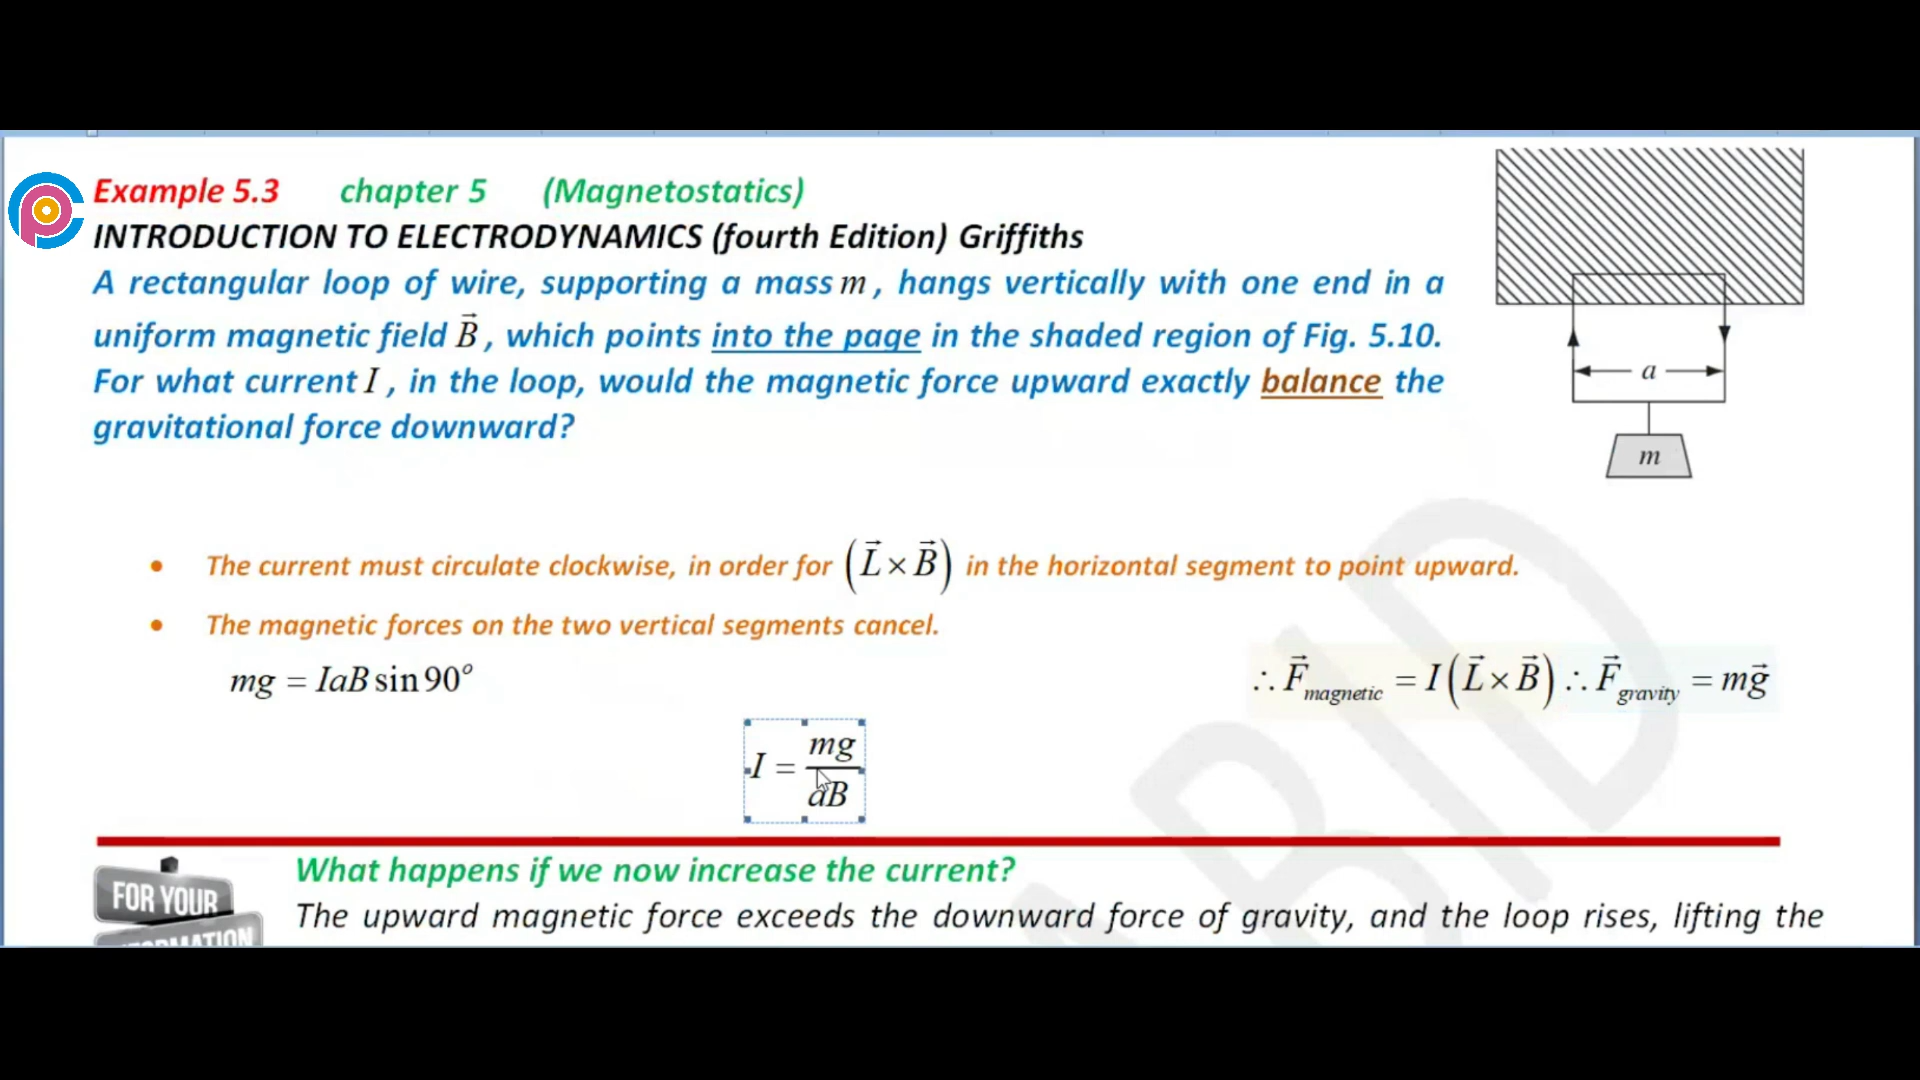 Example 5.3 chapter 5 (Magnetostatics)
INTRODUCTION TO ELECTRODYNAMICS (fourth Edition) Griffiths
A rectangular loop of wire, supporting a mass m, hangs vertically with one end in a
uniform magnetic field B⃗, which points into the page in the shaded region of Fig. 5.10.
For what current I, in the loop, would the magnetic force upward exactly balance the
gravitational force downward?
a
m
• The current must circulate clockwise, in order for (L⃗ × B⃗) in the horizontal segment to point upward.
• The magnetic forces on the two vertical segments cancel.
mg = IaB sin 90° ∴ F⃗magnetic = I(L⃗ × B⃗) ∴ F⃗gravity = mg⃗
I = mg / aB
What happens if we now increase the current?
FOR YOUR
INFORMATION
The upward magnetic force exceeds the downward force of gravity, and the loop rises, lifting the